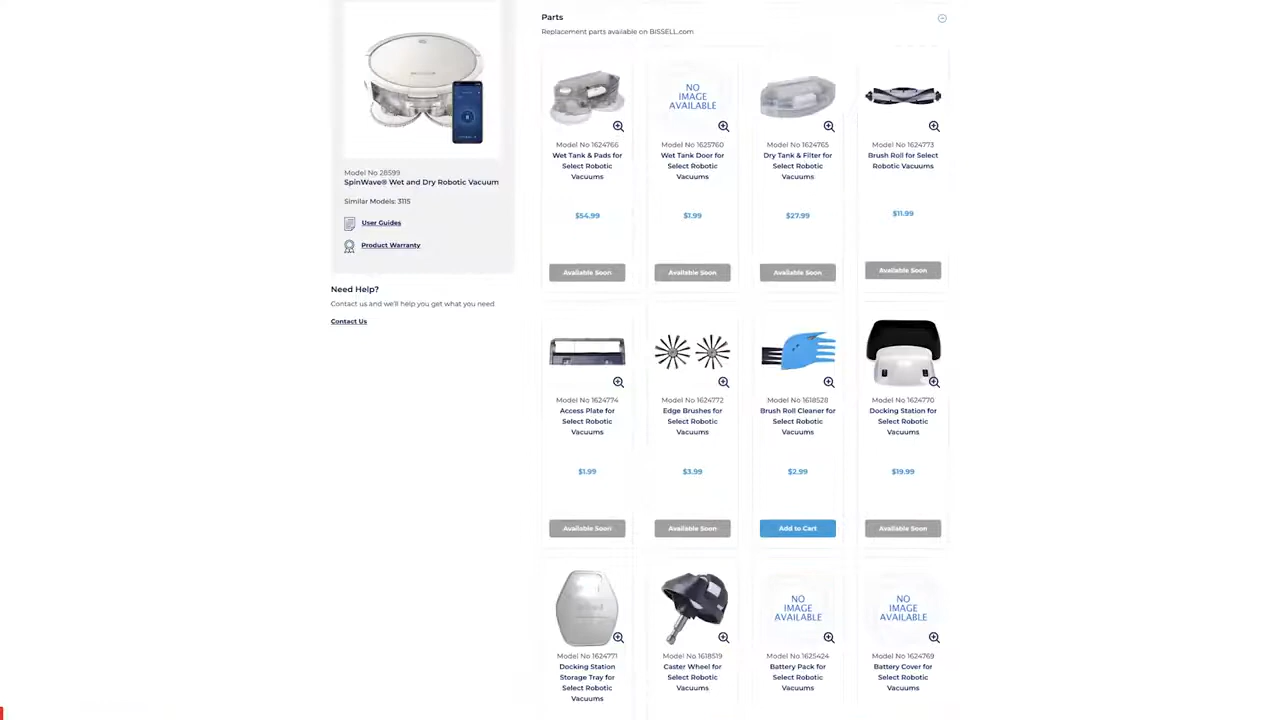 Parts
Replacement parts available on BISSELL.com
Model No 28599
SpinWave® Wet and Dry Robotic Vacuum
Similar Models: 3115
User Guides
Product Warranty
Need Help?
Contact us and we'll help you get what you need.
Contact Us
Model No 1624766
Wet Tank & Pads for
Select Robotic
Vacuums
$54.99
Available Soon
NO
IMAGE
AVAILABLE
Model No 1625760
Wet Tank Door for
Select Robotic
Vacuums
$1.99
Available Soon
Model No 1624765
Dry Tank & Filter for
Select Robotic
Vacuums
$27.99
Available Soon
Model No 1624773
Brush Roll for Select
Robotic Vacuums
$11.99
Available Soon
Model No 1624774
Access Plate for
Select Robotic
Vacuums
$1.99
Available Soon
Model No 1624772
Edge Brushes for
Select Robotic
Vacuums
$3.99
Available Soon
Model No 1618528
Brush Roll Cleaner for
Select Robotic
Vacuums
$2.99
Add to Cart
Model No 1624770
Docking Station for
Select Robotic
Vacuums
$19.99
Available Soon
Model No 1624771
Docking Station
Storage Tray for
Select Robotic
Vacuums
Model No 1618519
Caster Wheel for
Select Robotic
Vacuums
NO
IMAGE
AVAILABLE
Model No 1625424
Battery Pack for
Select Robotic
Vacuums
NO
IMAGE
AVAILABLE
Model No 1624769
Battery Cover for
Select Robotic
Vacuums